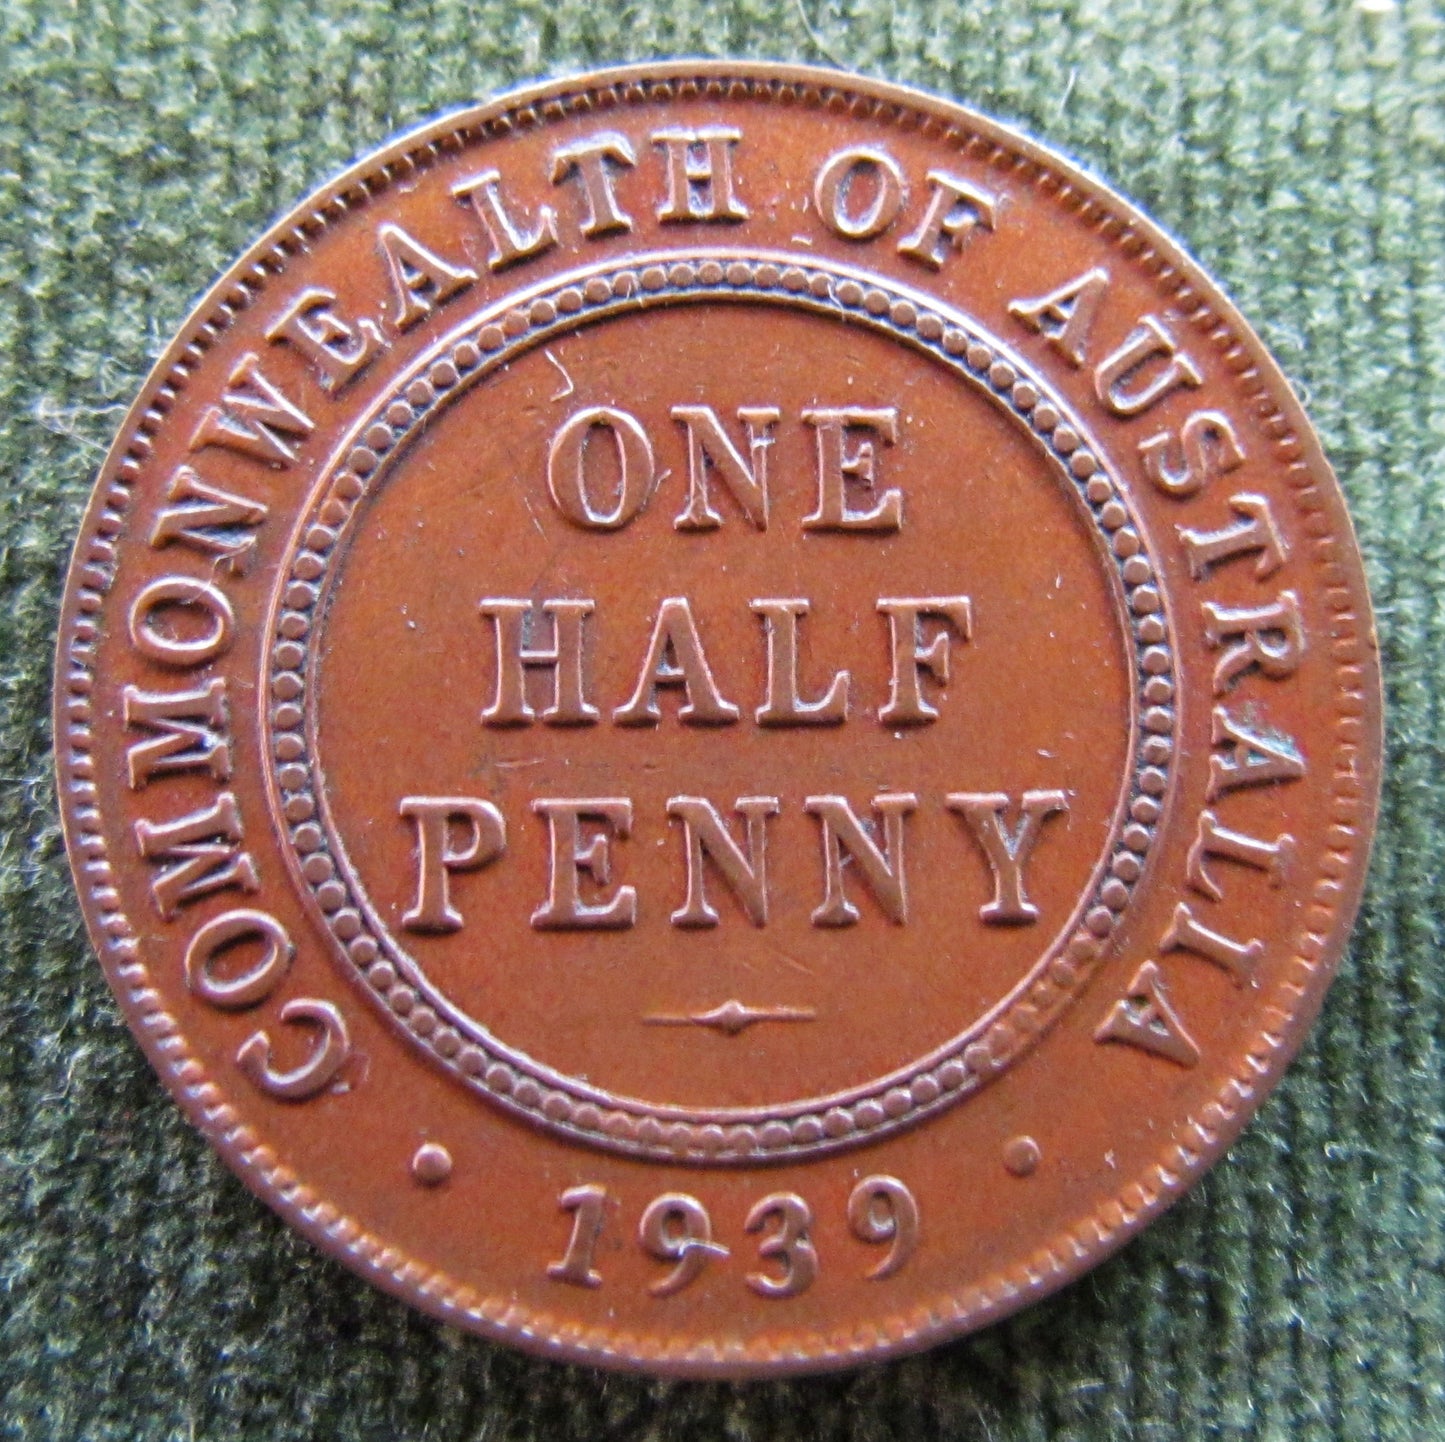 COMMONWEALTH OF AUSTRALIA
ONE
HALF
PENNY
· 1939 ·